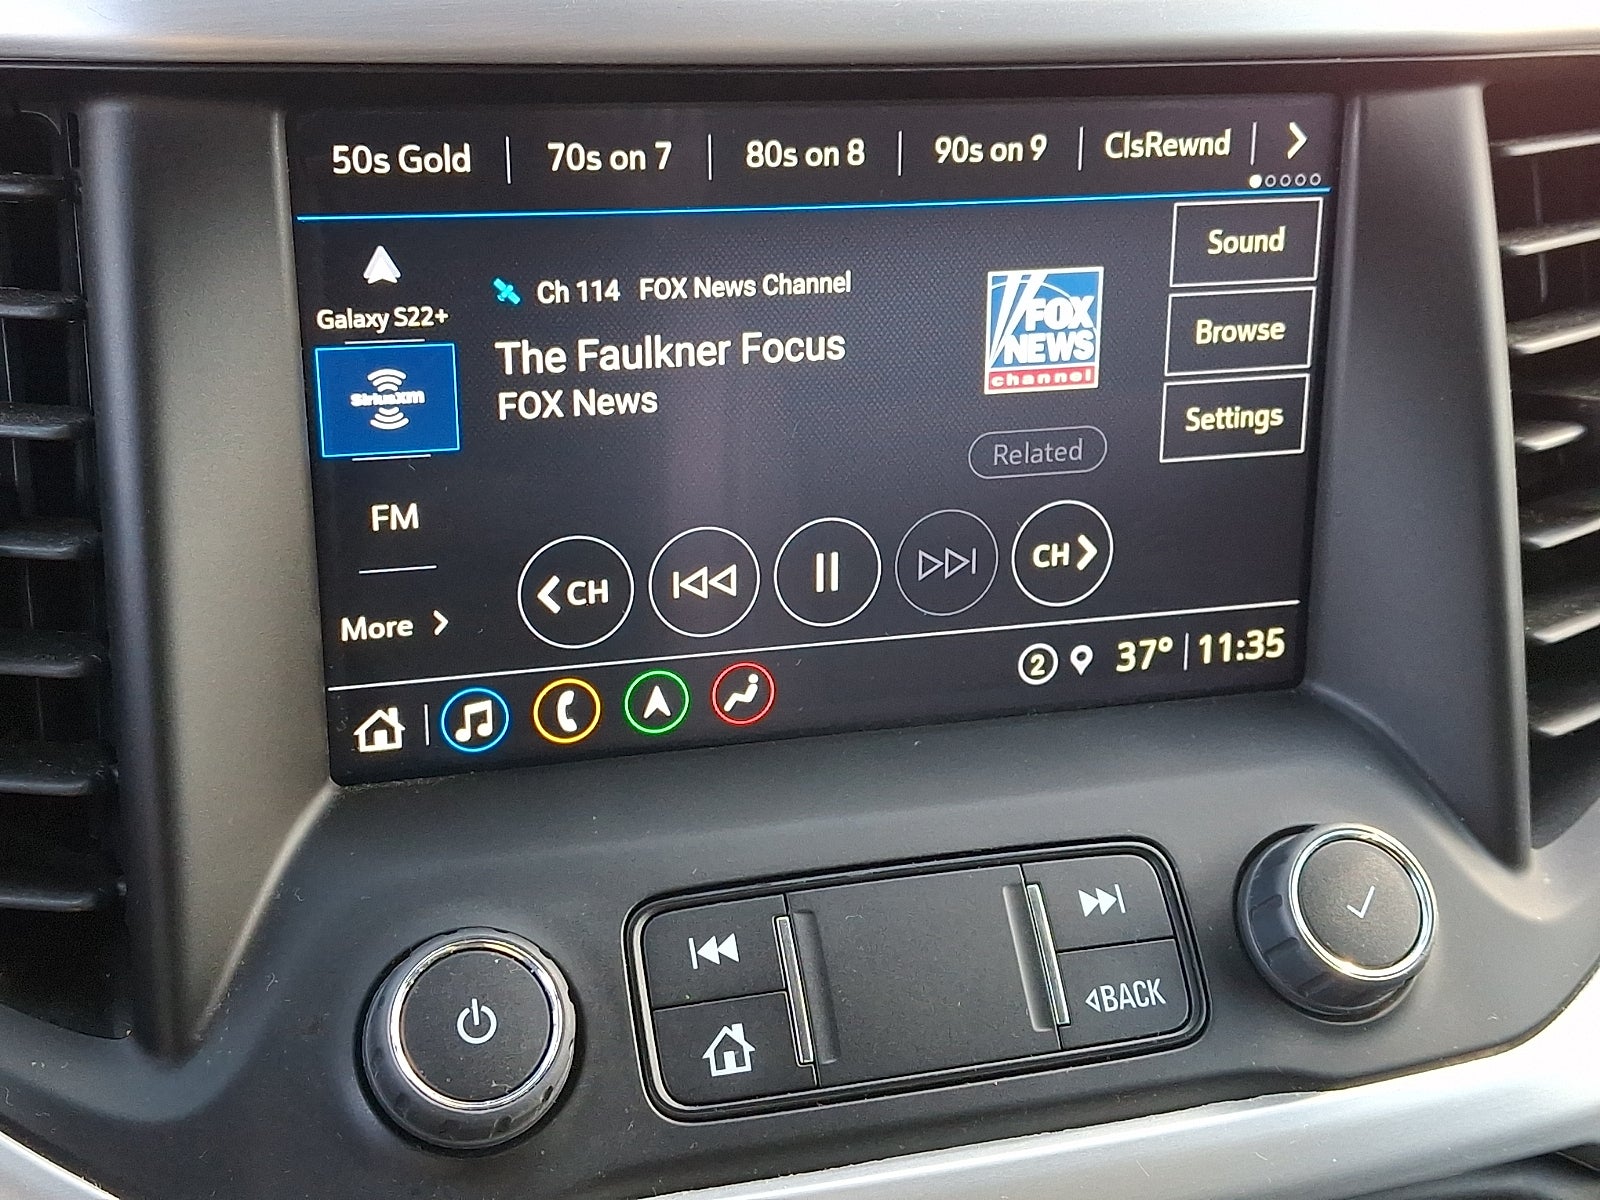 50s Gold
70s on 7
80s on 8
90s on 9
ClsRewnd
Galaxy S22+
SiriusXM
FM
More
Ch 114 FOX News Channel
The Faulkner Focus
FOX News
FOX
NEWS
channel
Related
Sound
Browse
Settings
CH
CH
2
37° 11:35
BACK